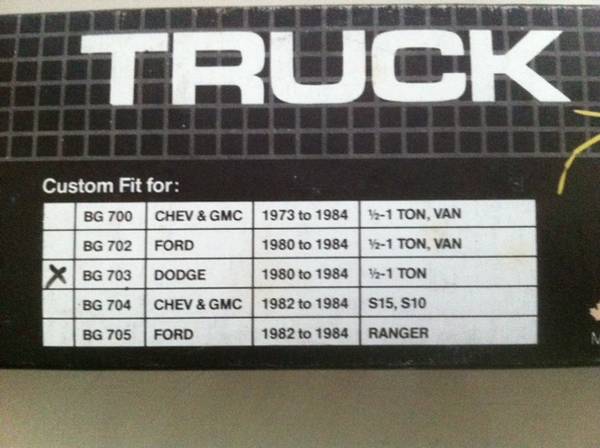 TRUCK
Custom Fit for:
BG 700 CHEV & GMC 1973 to 1984 ½-1 TON, VAN
BG 702 FORD 1980 to 1984 ½-1 TON, VAN
X BG 703 DODGE 1980 to 1984 ½-1 TON
BG 704 CHEV & GMC 1982 to 1984 S15, S10
BG 705 FORD 1982 to 1984 RANGER